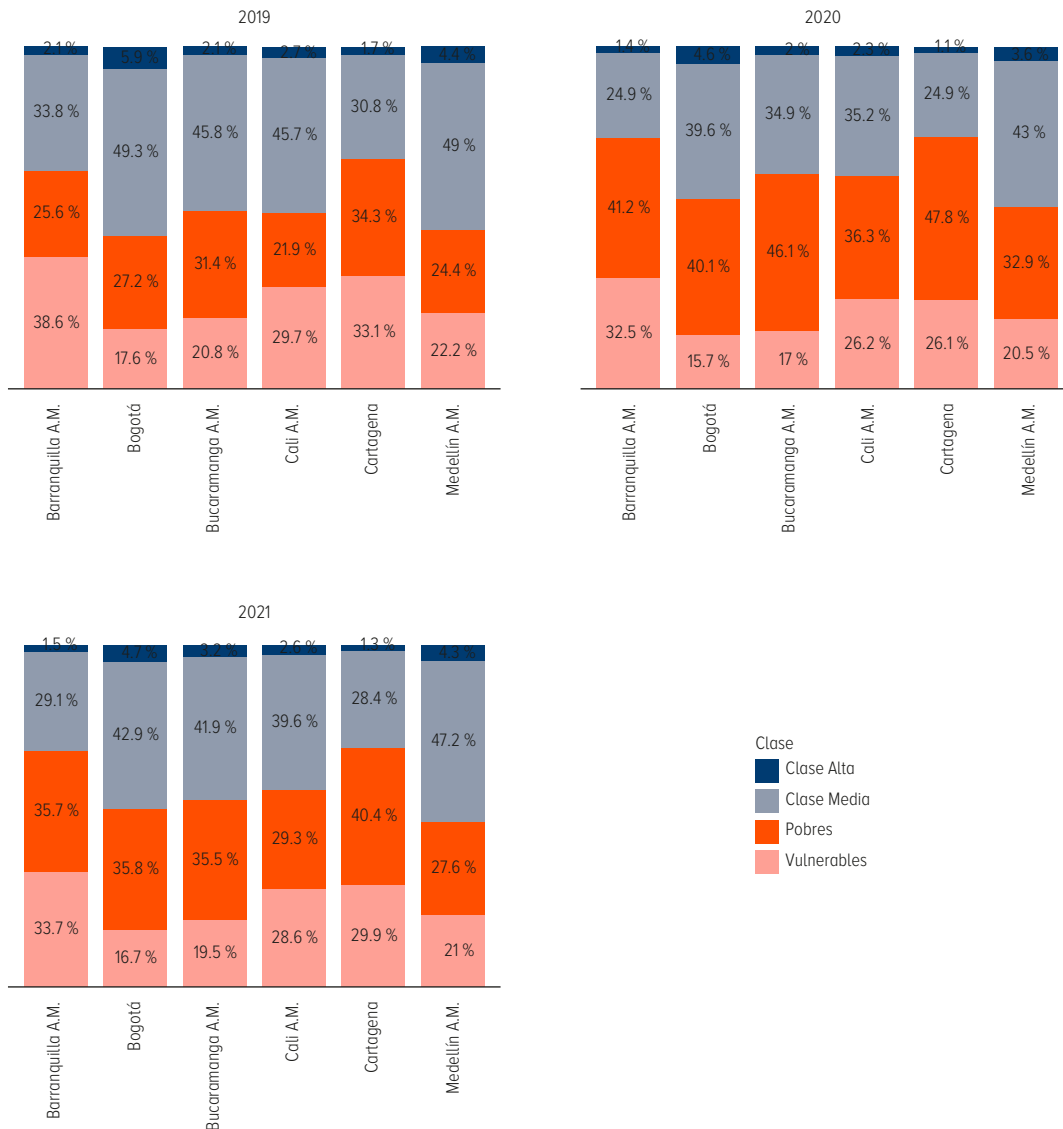 2019
2.1 % 5.9 % 2.1 % 2.7 % 1.7 % 4.4 %
33.8 % 49.3 % 45.8 % 45.7 % 30.8 % 49 %
25.6 % 27.2 % 31.4 % 21.9 % 34.3 % 24.4 %
38.6 % 17.6 % 20.8 % 29.7 % 33.1 % 22.2 %
Barranquilla A.M.
Bogotá
Bucaramanga A.M.
Cali A.M.
Cartagena
Medellín A.M.
2020
1.4 % 4.6 % 2 % 2.3 % 1.1 % 3.6 %
24.9 % 39.6 % 34.9 % 35.2 % 24.9 % 43 %
41.2 % 40.1 % 46.1 % 36.3 % 47.8 % 32.9 %
32.5 % 15.7 % 17 % 26.2 % 26.1 % 20.5 %
Barranquilla A.M.
Bogotá
Bucaramanga A.M.
Cali A.M.
Cartagena
Medellín A.M.
2021
1.5 % 4.7 % 3.2 % 2.6 % 1.3 % 4.3 %
29.1 % 42.9 % 41.9 % 39.6 % 28.4 % 47.2 %
35.7 % 35.8 % 35.5 % 29.3 % 40.4 % 27.6 %
33.7 % 16.7 % 19.5 % 28.6 % 29.9 % 21 %
Barranquilla A.M.
Bogotá
Bucaramanga A.M.
Cali A.M.
Cartagena
Medellín A.M.
Clase
Clase Alta
Clase Media
Pobres
Vulnerables